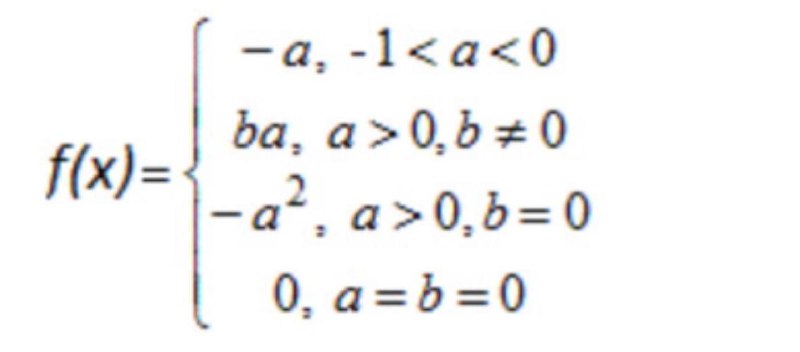 −a, -1<a<0
ba, a>0,b≠0
f(x)=
−a², a>0,b=0
0, a=b=0